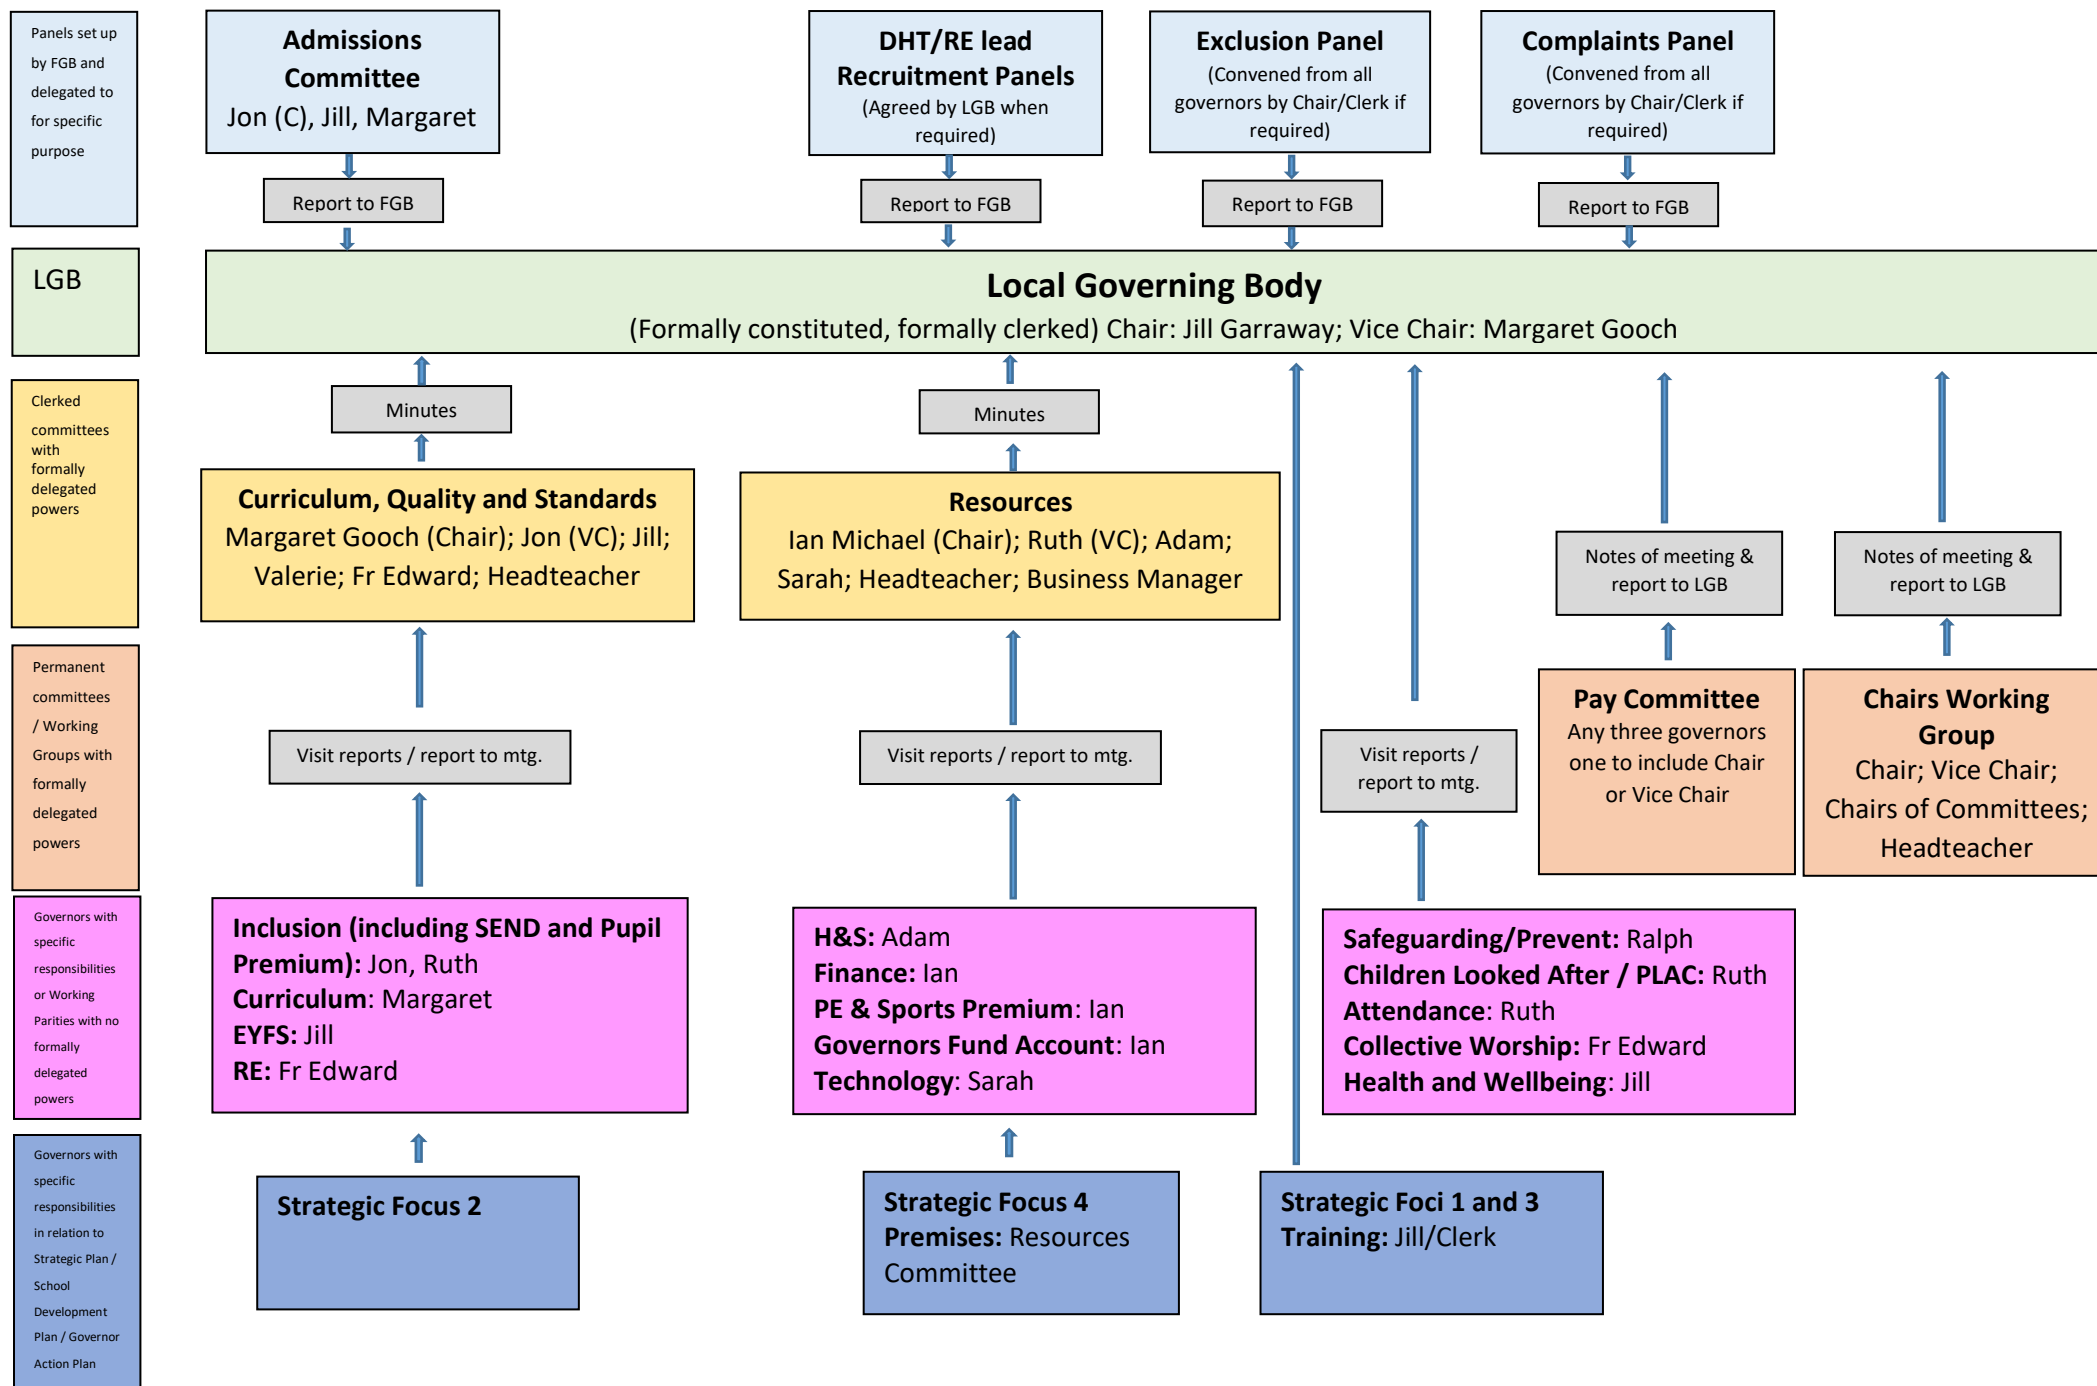 Panels set up
by FGB and
delegated to
for specific
purpose
Admissions
Committee
Jon (C), Jill, Margaret
DHT/RE lead
Recruitment Panels
(Agreed by LGB when
required)
Exclusion Panel
(Convened from all
governors by Chair/Clerk if
required)
Complaints Panel
(Convened from all
governors by Chair/Clerk if
required)
Report to FGB
Report to FGB
Report to FGB
Report to FGB
LGB
Local Governing Body
(Formally constituted, formally clerked) Chair: Jill Garraway; Vice Chair: Margaret Gooch
Clerked
committees
with
formally
delegated
powers
Minutes
Minutes
Curriculum, Quality and Standards
Margaret Gooch (Chair); Jon (VC); Jill;
Valerie; Fr Edward; Headteacher
Resources
Ian Michael (Chair); Ruth (VC); Adam;
Sarah; Headteacher; Business Manager
Notes of meeting &
report to LGB
Notes of meeting &
report to LGB
Permanent
committees
/ Working
Groups with
formally
delegated
powers
Visit reports / report to mtg.
Visit reports / report to mtg.
Visit reports /
report to mtg.
Pay Committee
Any three governors
one to include Chair
or Vice Chair
Chairs Working
Group
Chair; Vice Chair;
Chairs of Committees;
Headteacher
Governors with
specific
responsibilities
or Working
Parities with no
formally
delegated
powers
Inclusion (including SEND and Pupil
Premium): Jon, Ruth
Curriculum: Margaret
EYFS: Jill
RE: Fr Edward
H&S: Adam
Finance: Ian
PE & Sports Premium: Ian
Governors Fund Account: Ian
Technology: Sarah
Safeguarding/Prevent: Ralph
Children Looked After / PLAC: Ruth
Attendance: Ruth
Collective Worship: Fr Edward
Health and Wellbeing: Jill
Governors with
specific
responsibilities
in relation to
Strategic Plan /
School
Development
Plan / Governor
Action Plan
Strategic Focus 2
Strategic Focus 4
Premises: Resources
Committee
Strategic Foci 1 and 3
Training: Jill/Clerk